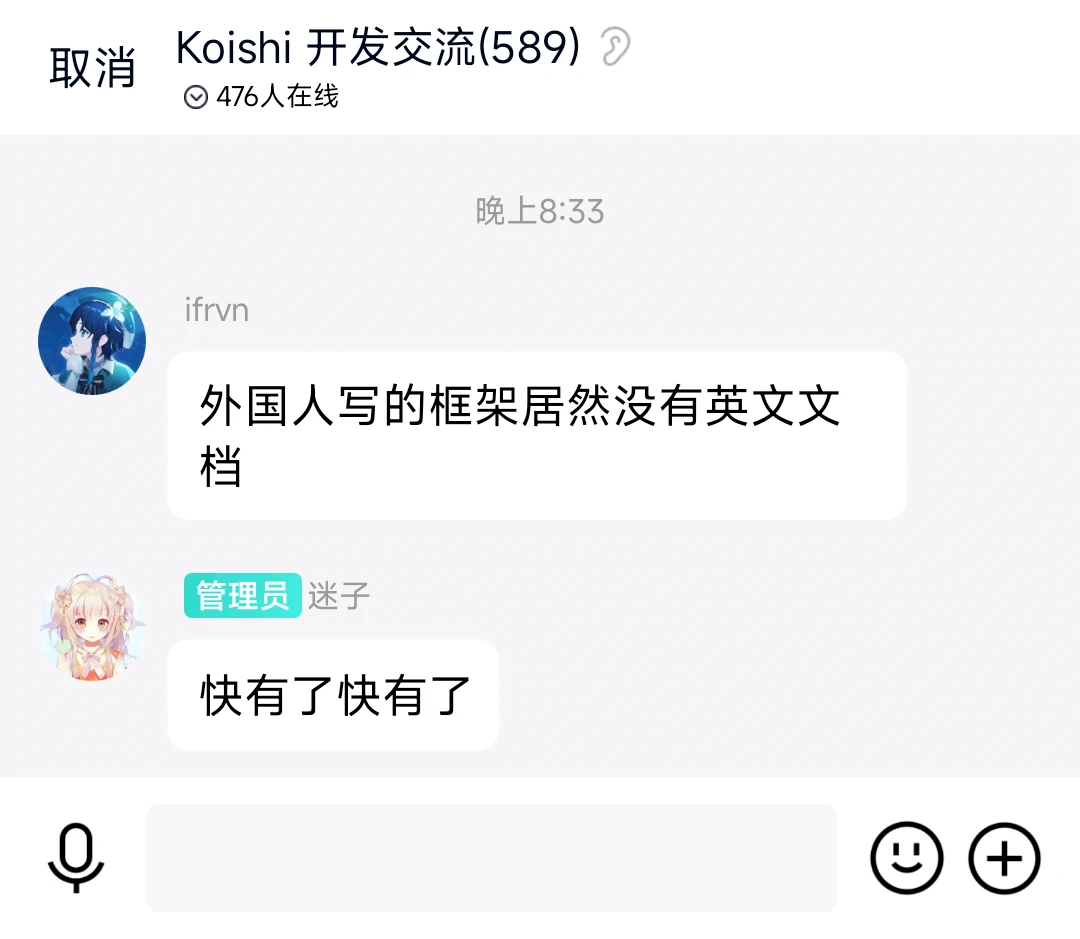 取消
Koishi 开发交流(589)
476人在线
晚上8:33
ifrvn
外国人写的框架居然没有英文文
档
管理员 迷子
快有了快有了